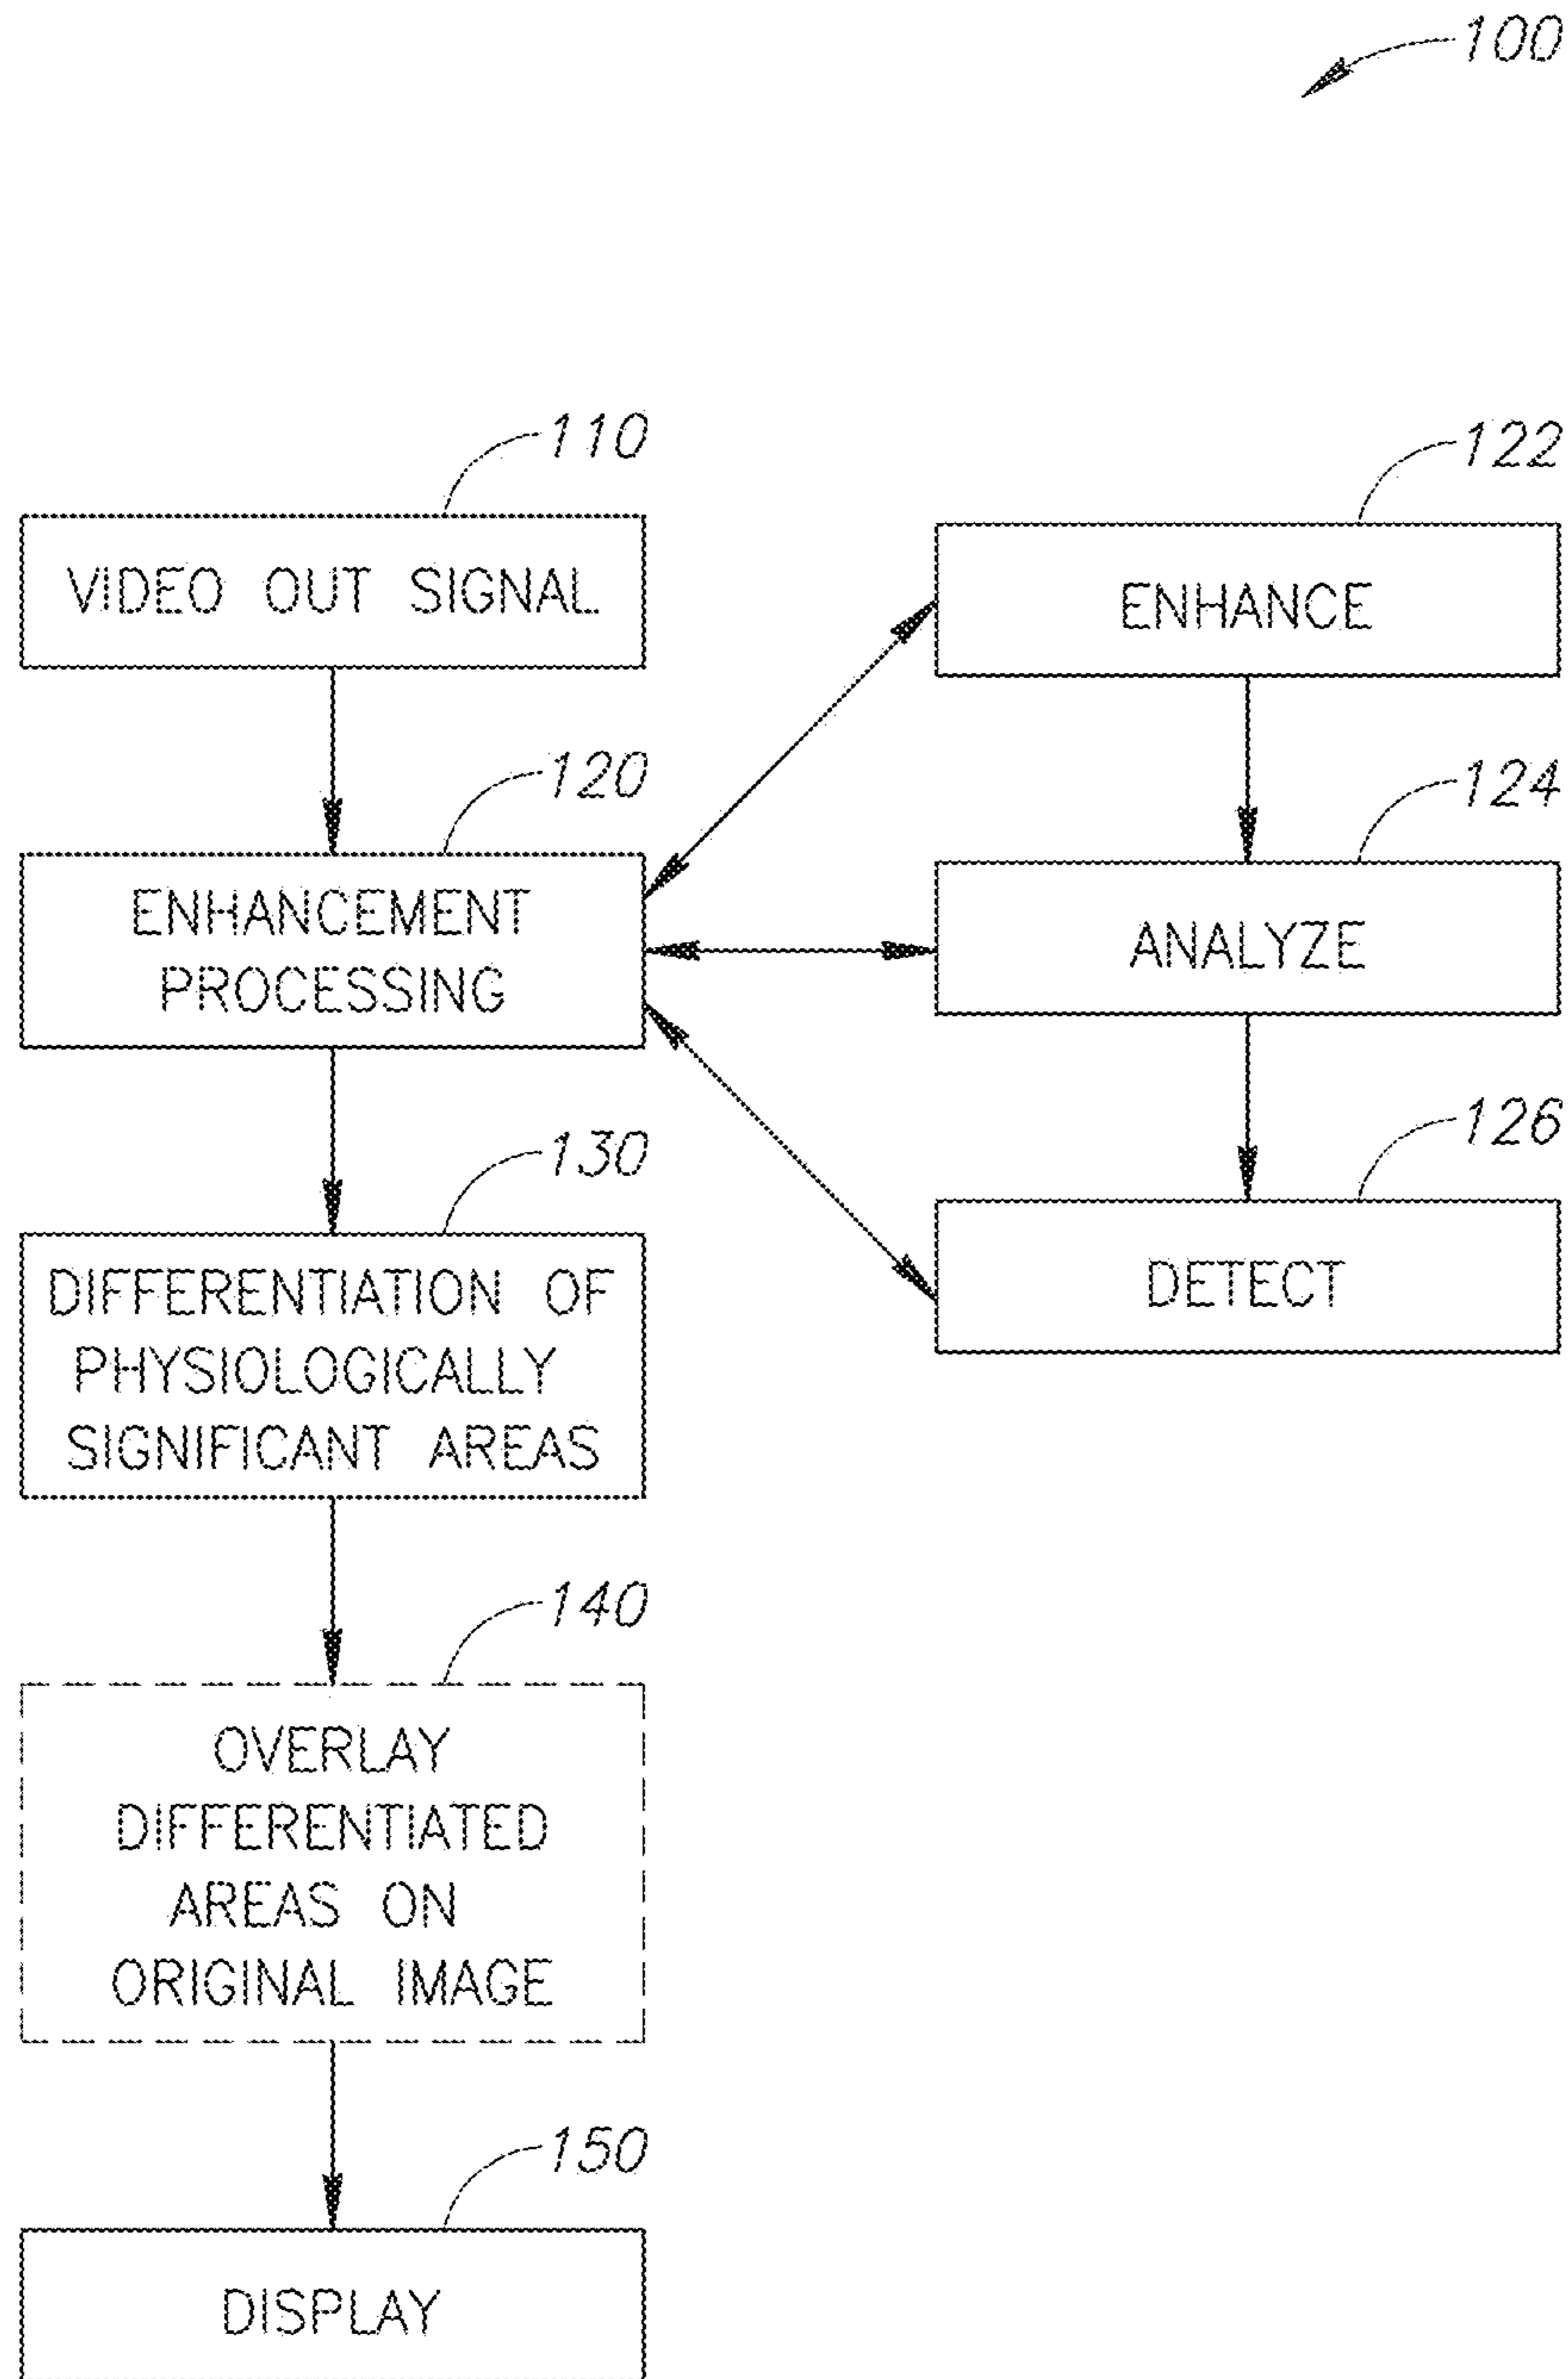 100
110
VIDEO OUT SIGNAL
120
ENHANCEMENT
PROCESSING
130
DIFFERENTIATION OF
PHYSIOLOGICALLY
SIGNIFICANT AREAS
140
OVERLAY
DIFFERENTIATED
AREAS ON
ORIGINAL IMAGE
150
DISPLAY
122
ENHANCE
124
ANALYZE
126
DETECT